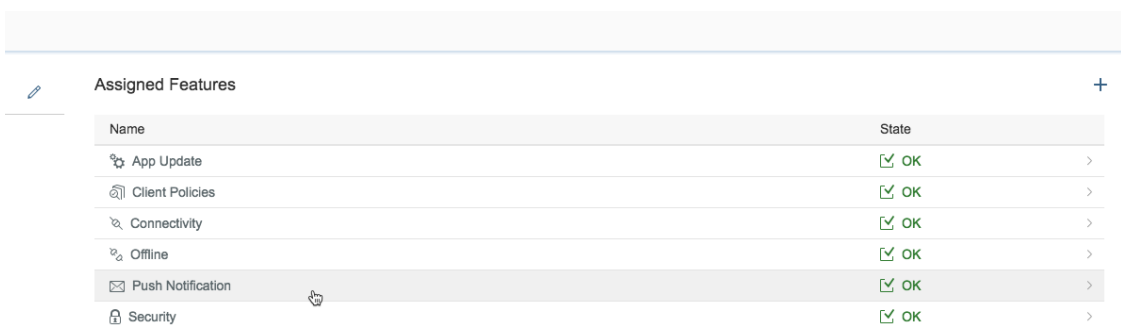 Assigned Features
Name State
App Update OK
Client Policies OK
Connectivity OK
Offline OK
Push Notification OK
Security OK